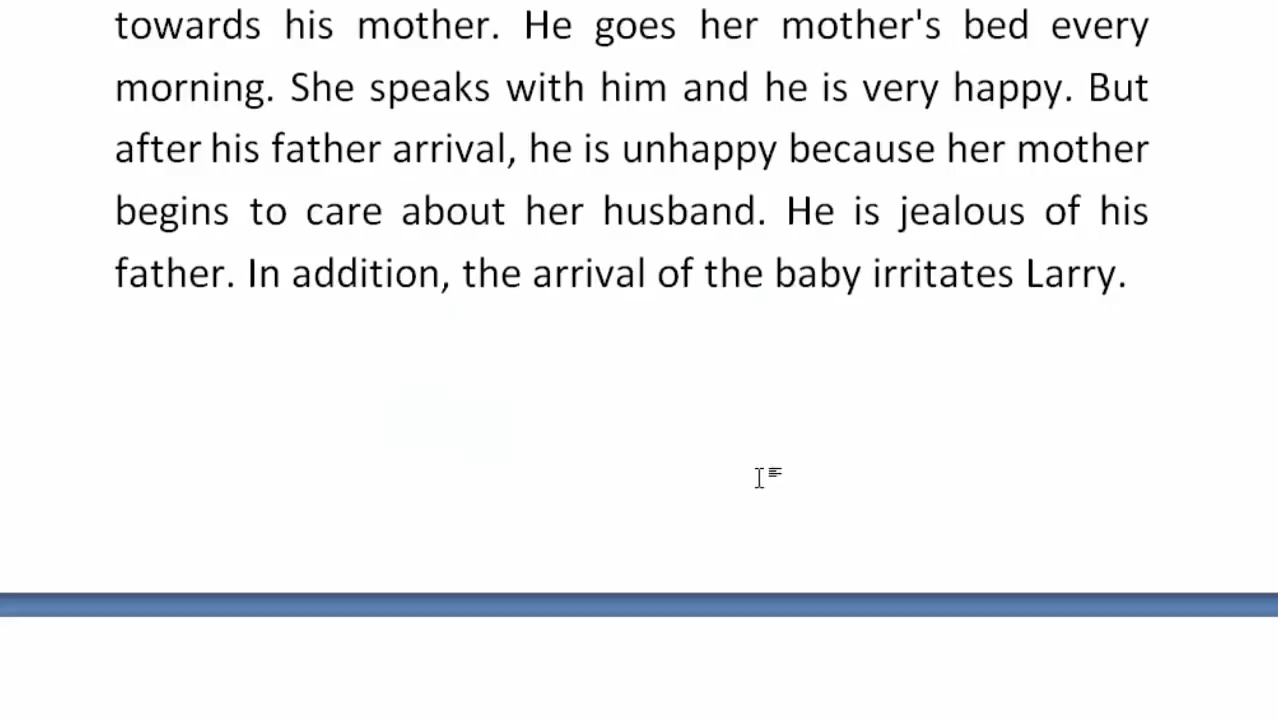 towards his mother. He goes her mother's bed every
morning. She speaks with him and he is very happy. But
after his father arrival, he is unhappy because her mother
begins to care about her husband. He is jealous of his
father. In addition, the arrival of the baby irritates Larry.